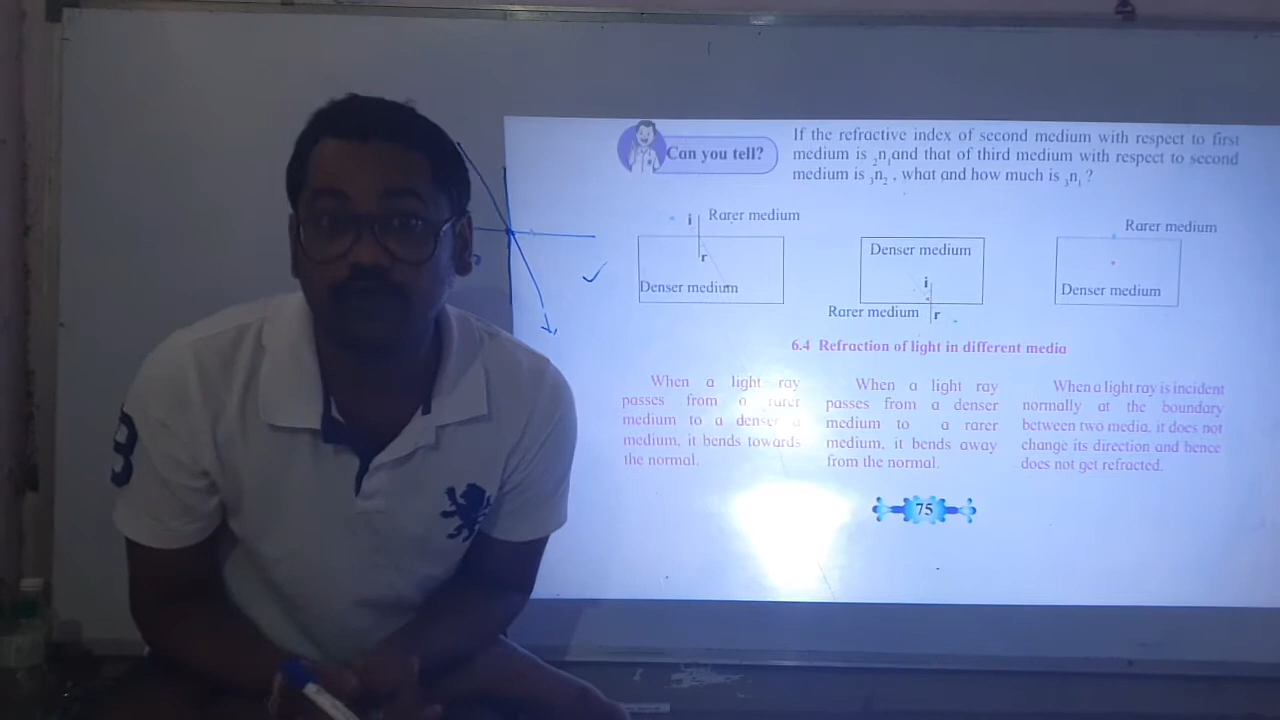 Can you tell?
If the refractive index of second medium with respect to first
medium is ₂n₁and that of third medium with respect to second
medium is ₃n₂ , what and how much is ₃n₁ ?
i Rarer medium
r
Denser medium
Denser medium
i
Rarer medium r
Rarer medium
Denser medium
6.4 Refraction of light in different media
When a light ray
passes from a rarer
medium to a denser
medium, it bends towards
the normal.
When a light ray
passes from a denser
medium to a rarer
medium, it bends away
from the normal.
When a light ray is incident
normally at the boundary
between two media, it does not
change its direction and hence
does not get refracted.
75
3